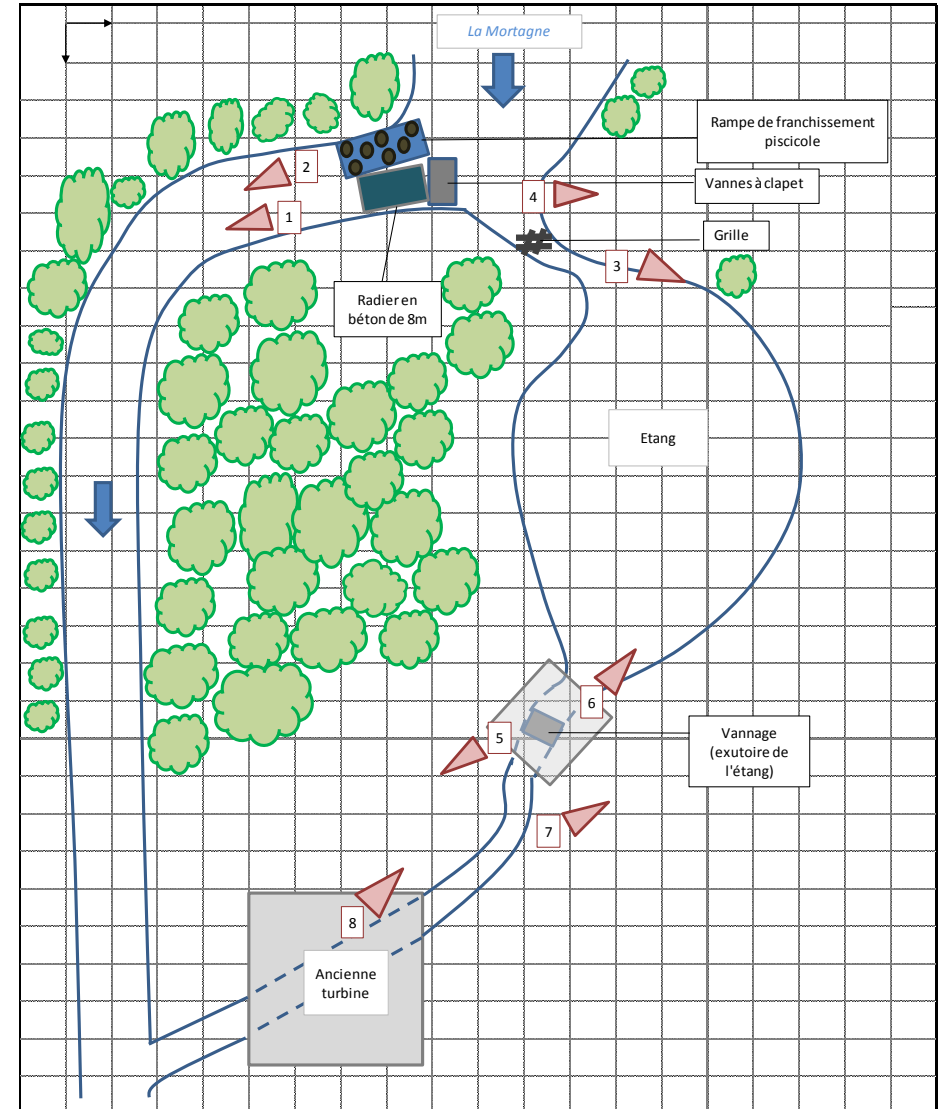 La Mortagne
Rampe de franchissement
piscicole
2
Vannes à clapet
4
1
Grille
3
Radier en
béton de 8m
Etang
6
5
Vannage
(exutoire de
l'étang)
7
8
Ancienne
turbine